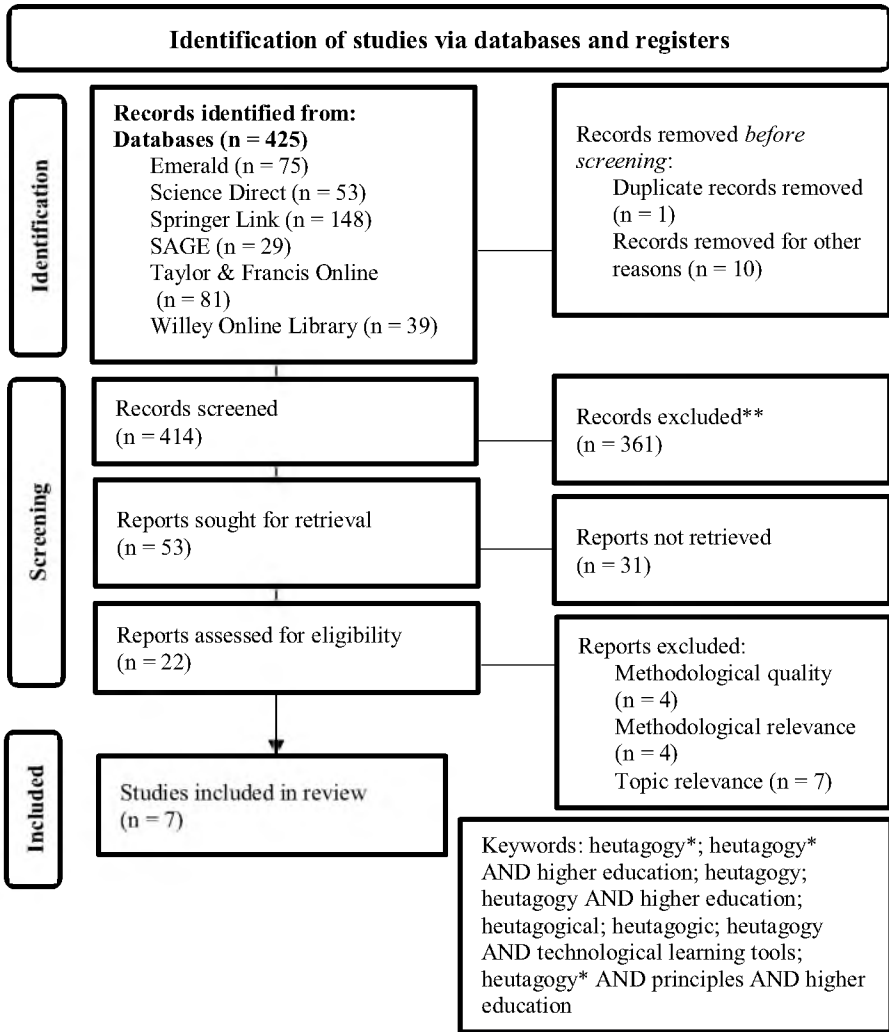 Identification of studies via databases and registers
Identification
Records identified from:
Databases (n = 425)
Emerald (n = 75)
Science Direct (n = 53)
Springer Link (n = 148)
SAGE (n = 29)
Taylor & Francis Online
(n = 81)
Willey Online Library (n = 39)
Records removed before
screening:
Duplicate records removed
(n = 1)
Records removed for other
reasons (n = 10)
Screening
Records screened
(n = 414)
Records excluded**
(n = 361)
Reports sought for retrieval
(n = 53)
Reports not retrieved
(n = 31)
Reports assessed for eligibility
(n = 22)
Reports excluded:
Methodological quality
(n = 4)
Methodological relevance
(n = 4)
Topic relevance (n = 7)
Included
Studies included in review
(n = 7)
Keywords: heutagogy*; heutagogy*
AND higher education; heutagogy;
heutagogy AND higher education;
heutagogical; heutagogic; heutagogy
AND technological learning tools;
heutagogy* AND principles AND higher
education